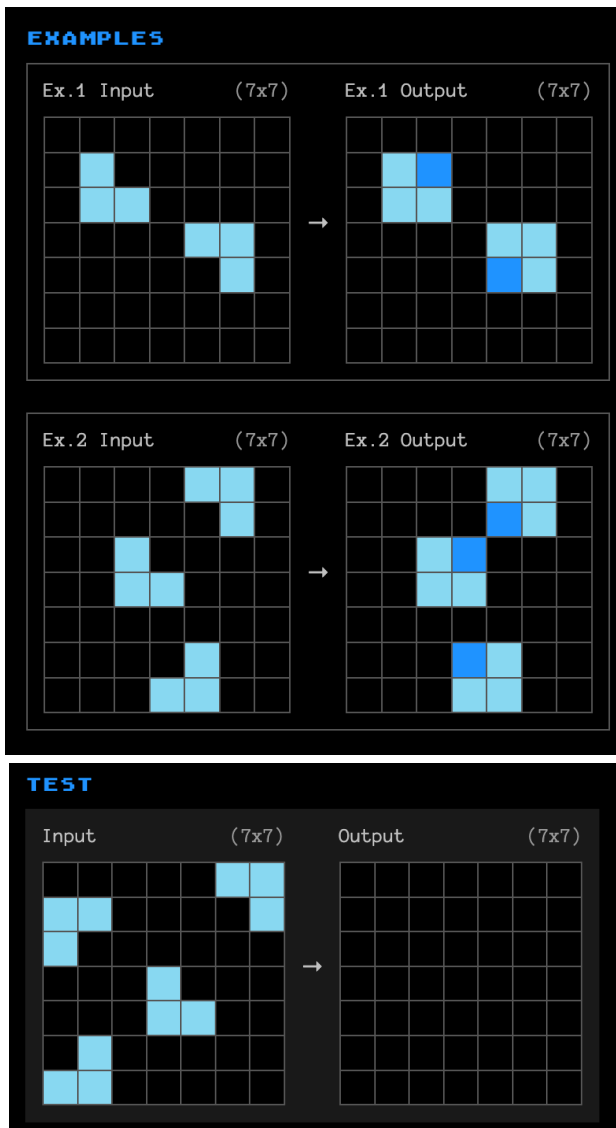 EXAMPLES
Ex.1 Input (7x7) Ex.1 Output (7x7)
→
Ex.2 Input (7x7) Ex.2 Output (7x7)
→
TEST
Input (7x7) Output (7x7)
→